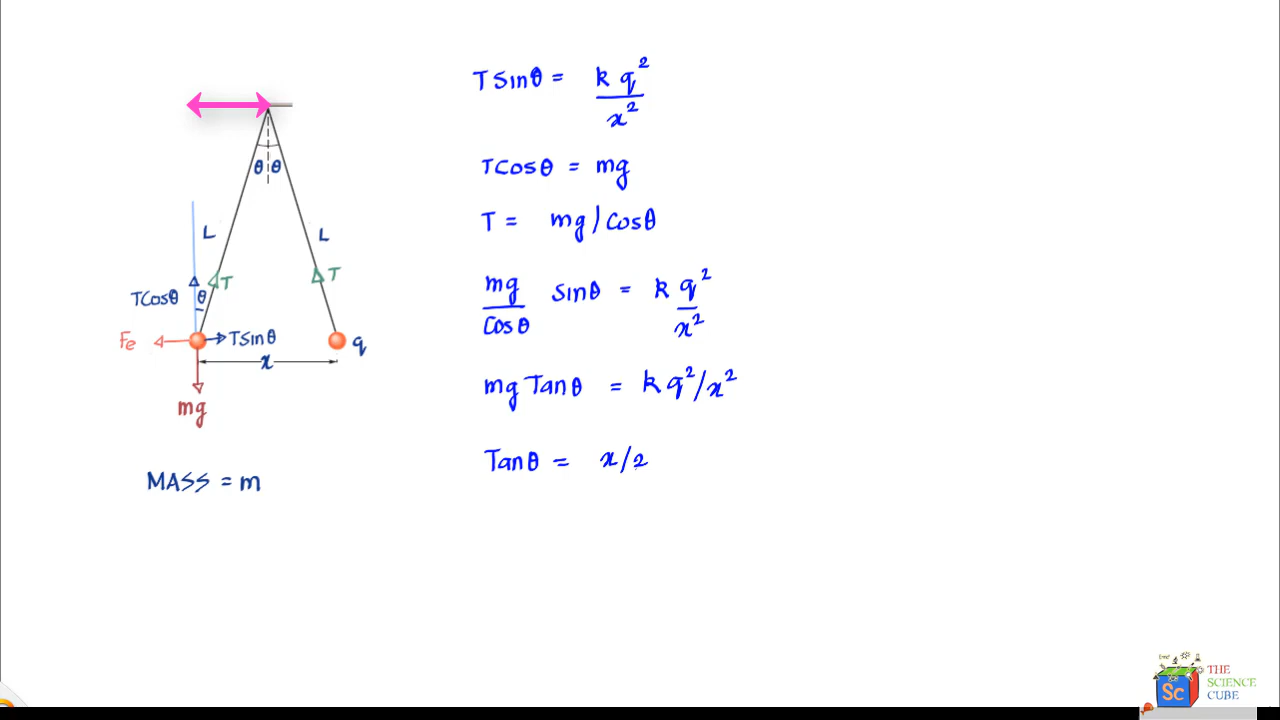 Tsinθ = kq²/x²
Tcosθ = mg
T = mg/cosθ
mg/cosθ sinθ = kq²/x²
mgTanθ = kq²/x²
Tanθ = x/2
θ θ
L L
T T
Tcosθ θ
Fe Tsinθ q
x
mg
MASS = m
Sc
THE
SCIENCE
CUBE